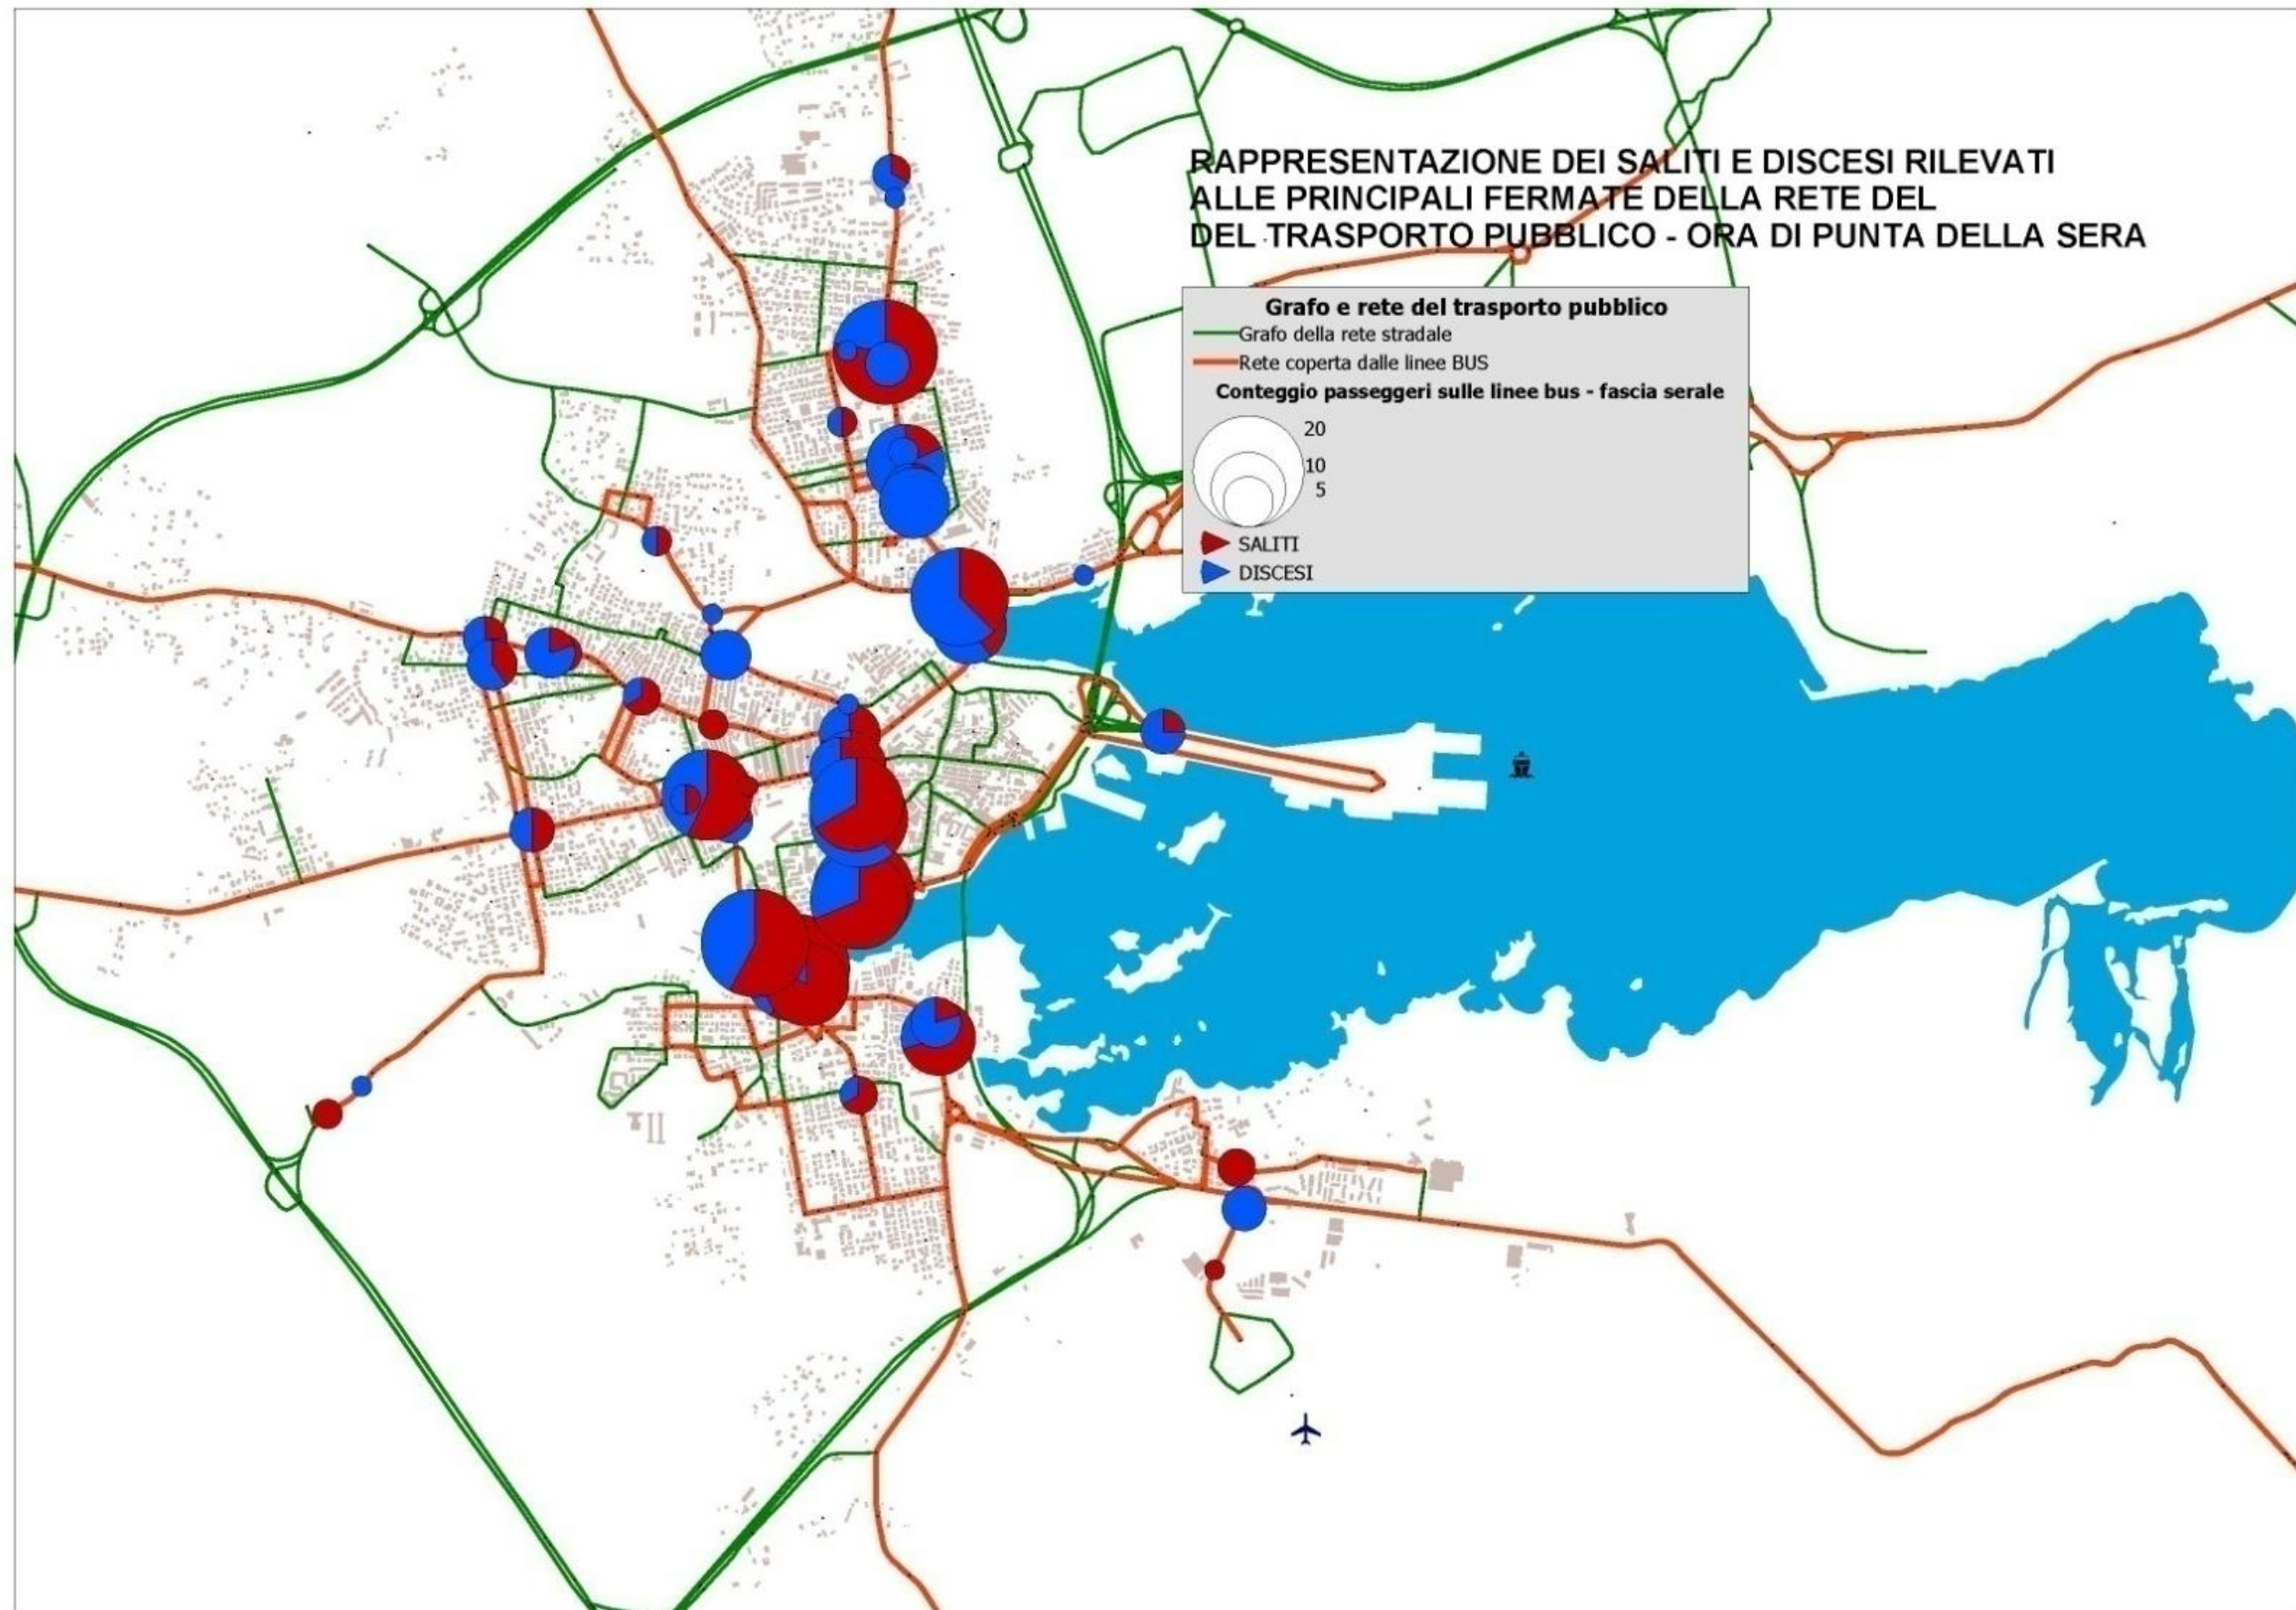 RAPPRESENTAZIONE DEI SALITI E DISCESI RILEVATI
ALLE PRINCIPALI FERMATE DELLA RETE DEL
DEL TRASPORTO PUBBLICO - ORA DI PUNTA DELLA SERA
Grafo e rete del trasporto pubblico
Grafo della rete stradale
Rete coperta dalle linee BUS
Conteggio passeggeri sulle linee bus - fascia serale
20
10
5
SALITI
DISCESI